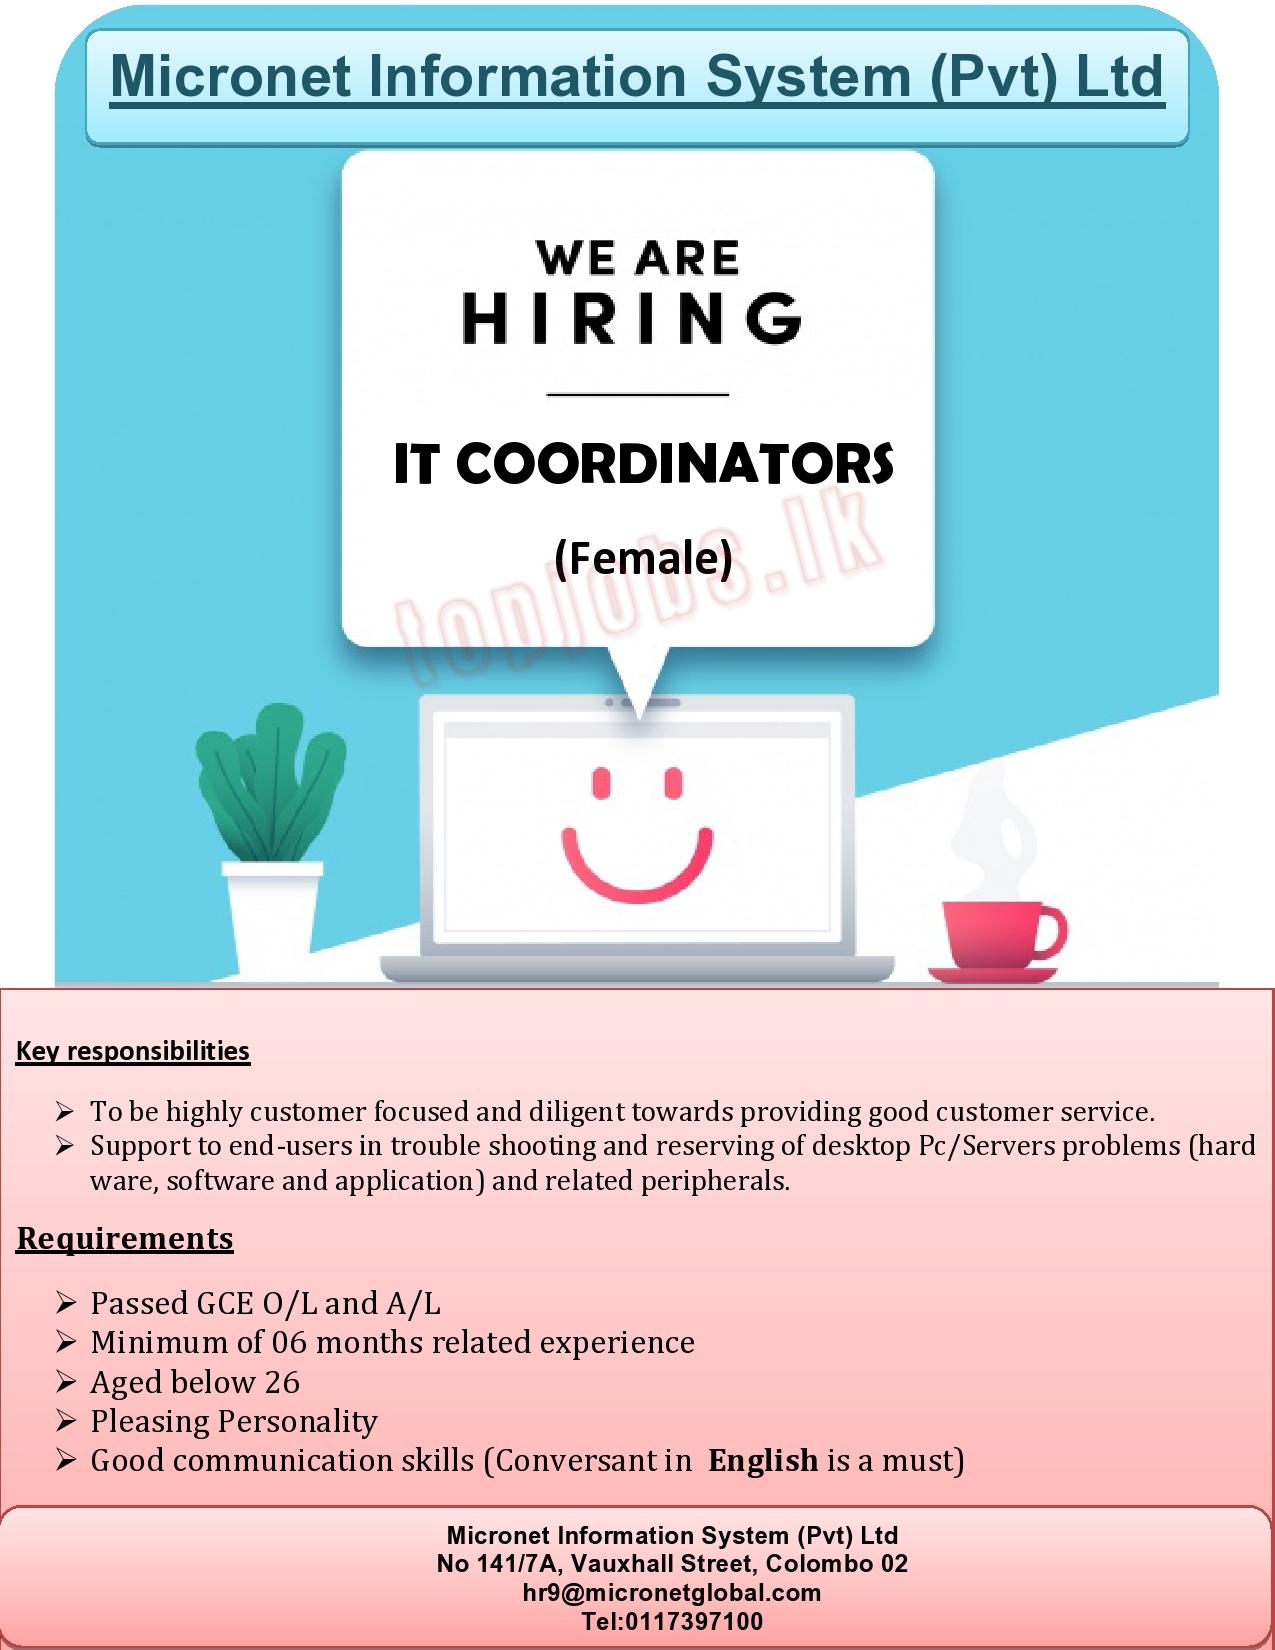 Micronet Information System (Pvt) Ltd
WE ARE
HIRING
IT COORDINATORS
(Female)
topjobs.lk
Key responsibilities
➢ To be highly customer focused and diligent towards providing good customer service.
➢ Support to end-users in trouble shooting and reserving of desktop Pc/Servers problems (hard
ware, software and application) and related peripherals.
Requirements
➢ Passed GCE O/L and A/L
➢ Minimum of 06 months related experience
➢ Aged below 26
➢ Pleasing Personality
➢ Good communication skills (Conversant in English is a must)
Micronet Information System (Pvt) Ltd
No 141/7A, Vauxhall Street, Colombo 02
hr9@micronetglobal.com
Tel:0117397100